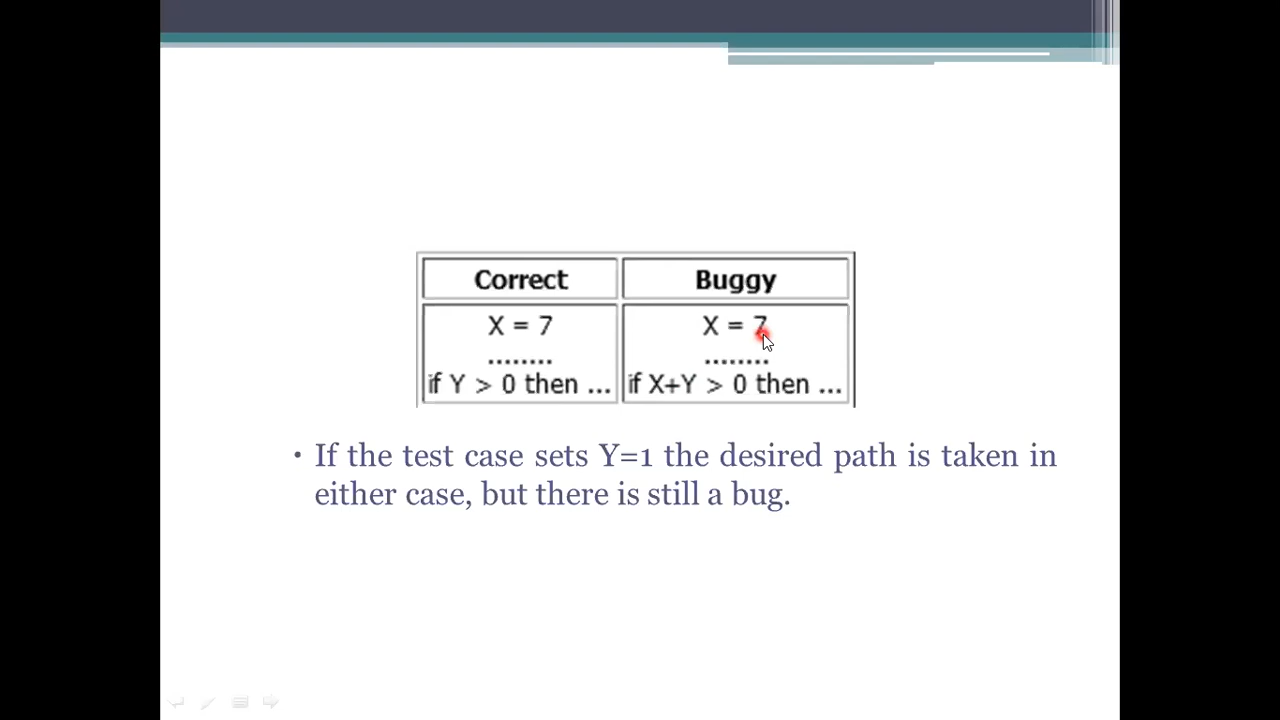 Correct Buggy
X = 7 X = 7
........ ........
if Y > 0 then ... if X+Y > 0 then ...
• If the test case sets Y=1 the desired path is taken in
either case, but there is still a bug.